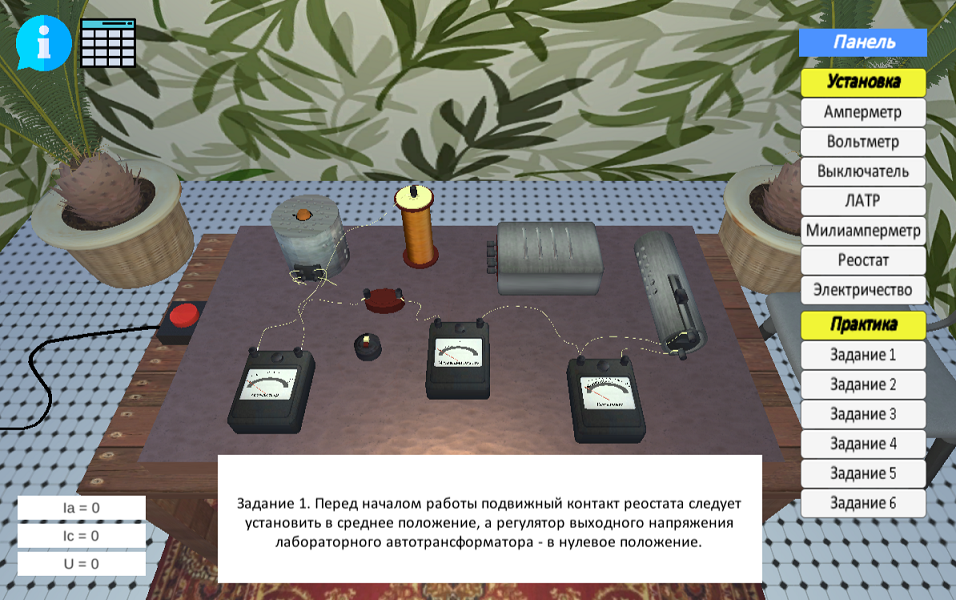 Панель
Установка
Амперметр
Вольтметр
Выключатель
ЛАТР
Милиамперметр
Реостат
Электричество
Практика
Задание 1
Задание 2
Задание 3
Задание 4
Задание 5
Задание 6
Ia = 0
Ic = 0
U = 0
Задание 1. Перед началом работы подвижный контакт реостата следует
установить в среднее положение, а регулятор выходного напряжения
лабораторного автотрансформатора - в нулевое положение.